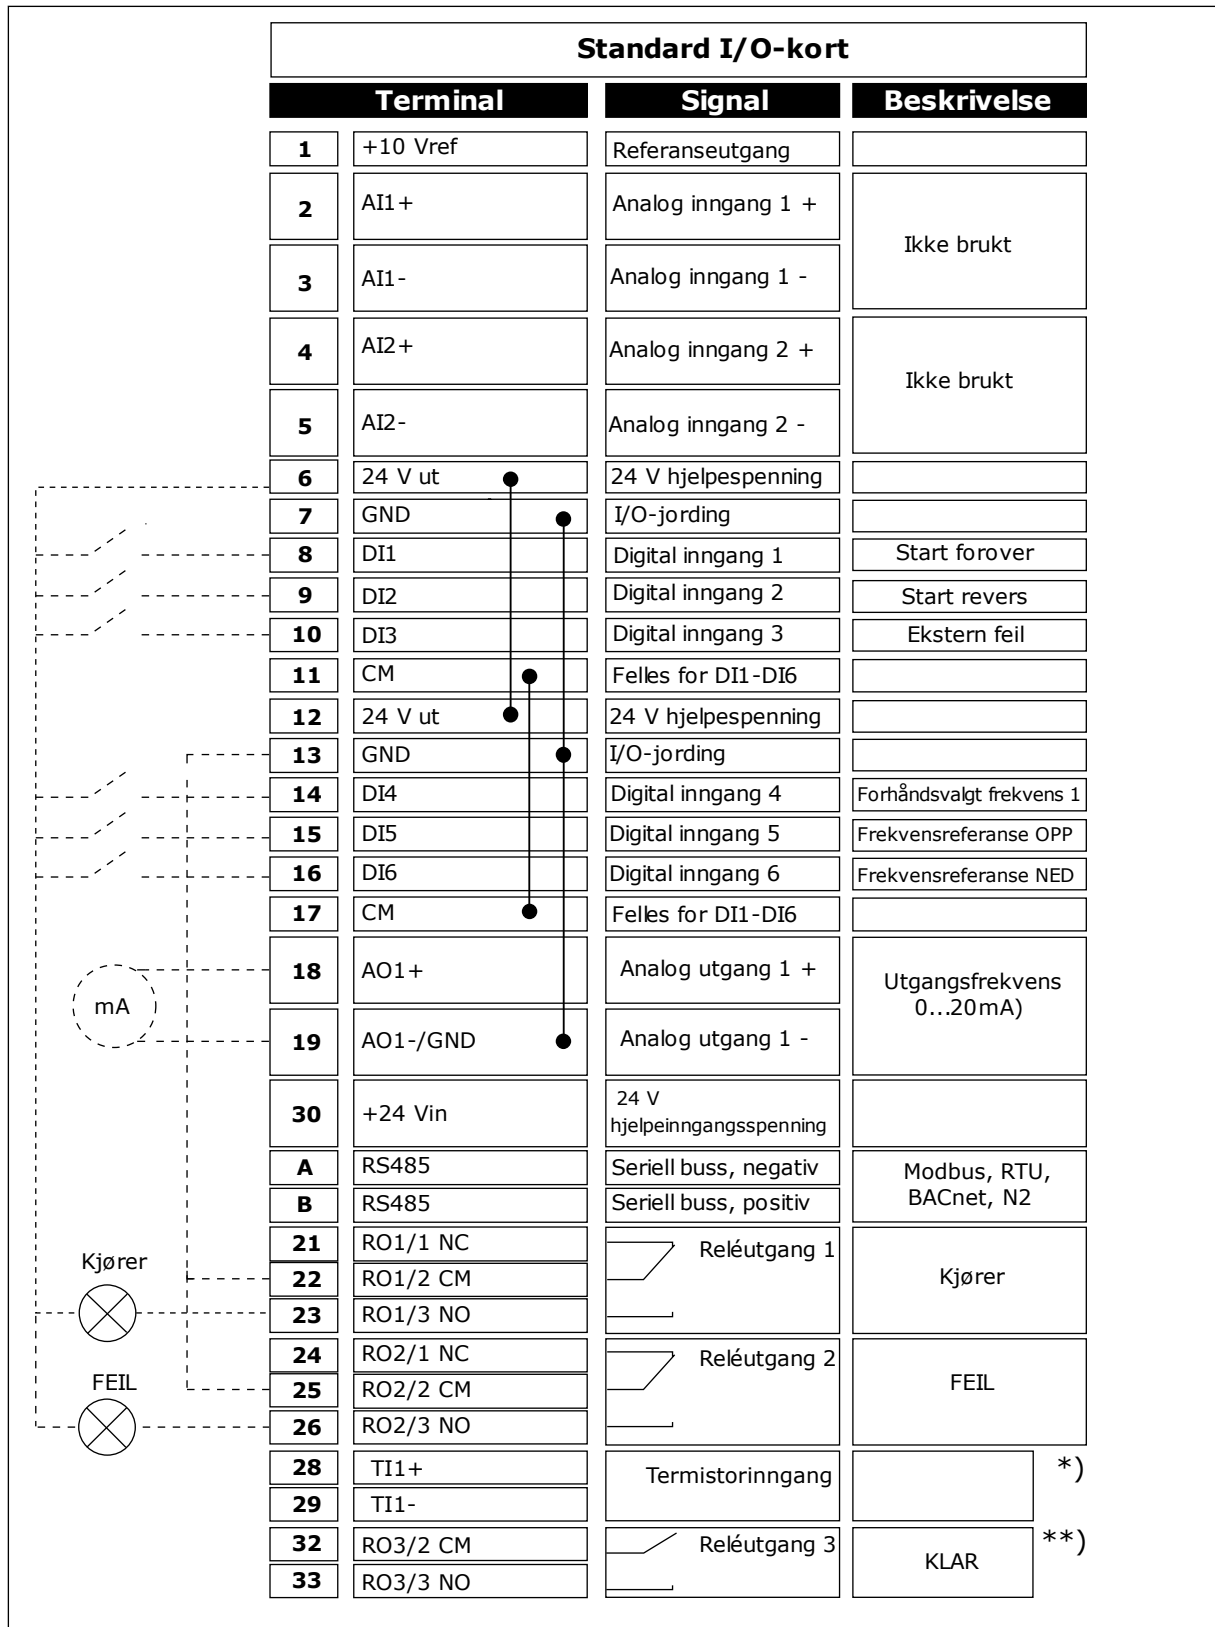 Standard I/O-kort
Terminal Signal Beskrivelse
1 +10 Vref Referanseutgang
2 AI1+ Analog inngang 1 +
Ikke brukt
3 AI1- Analog inngang 1 -
4 AI2+ Analog inngang 2 +
Ikke brukt
5 AI2- Analog inngang 2 -
6 24 V ut 24 V hjelpespenning
7 GND I/O-jording
8 DI1 Digital inngang 1 Start forover
9 DI2 Digital inngang 2 Start revers
10 DI3 Digital inngang 3 Ekstern feil
11 CM Felles for DI1-DI6
12 24 V ut 24 V hjelpespenning
13 GND I/O-jording
14 DI4 Digital inngang 4 Forhåndsvalgt frekvens 1
15 DI5 Digital inngang 5 Frekvensreferanse OPP
16 DI6 Digital inngang 6 Frekvensreferanse NED
17 CM Felles for DI1-DI6
18 AO1+ Analog utgang 1 +
Utgangsfrekvens
0...20mA)
mA
19 AO1-/GND Analog utgang 1 -
30 +24 Vin 24 V
hjelpeinngangsspenning
A RS485 Seriell buss, negativ Modbus, RTU,
B RS485 Seriell buss, positiv BACnet, N2
21 RO1/1 NC Reléutgang 1
Kjører
22 RO1/2 CM Kjører
23 RO1/3 NO
24 RO2/1 NC Reléutgang 2
FEIL
25 RO2/2 CM FEIL
26 RO2/3 NO
28 TI1+ Termistorinngang *)
29 TI1-
32 RO3/2 CM Reléutgang 3 KLAR **)
33 RO3/3 NO